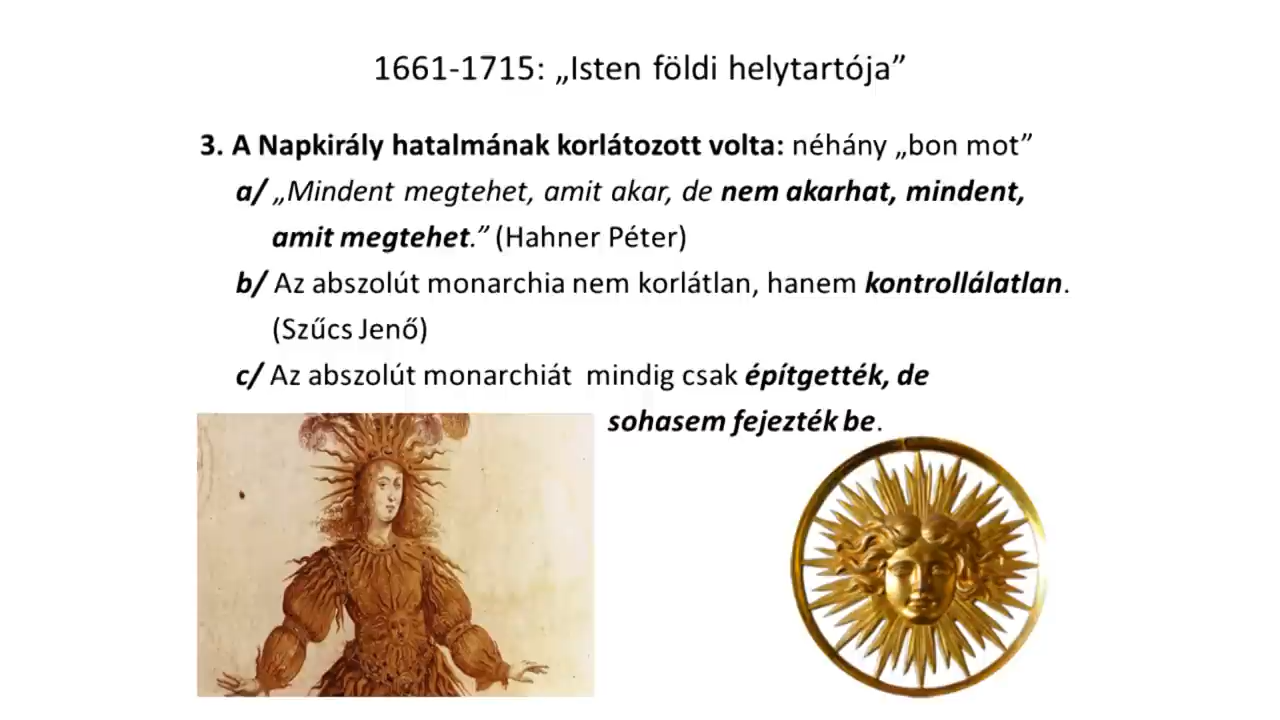 1661-1715: „Isten földi helytartója”
3. A Napkirály hatalmának korlátozott volta: néhány „bon mot”
a/ „Mindent megtehet, amit akar, de nem akarhat, mindent,
amit megtehet.” (Hahner Péter)
b/ Az abszolút monarchia nem korlátlan, hanem kontrollálatlan.
(Szűcs Jenő)
c/ Az abszolút monarchiát mindig csak építgették, de
sohasem fejezték be.